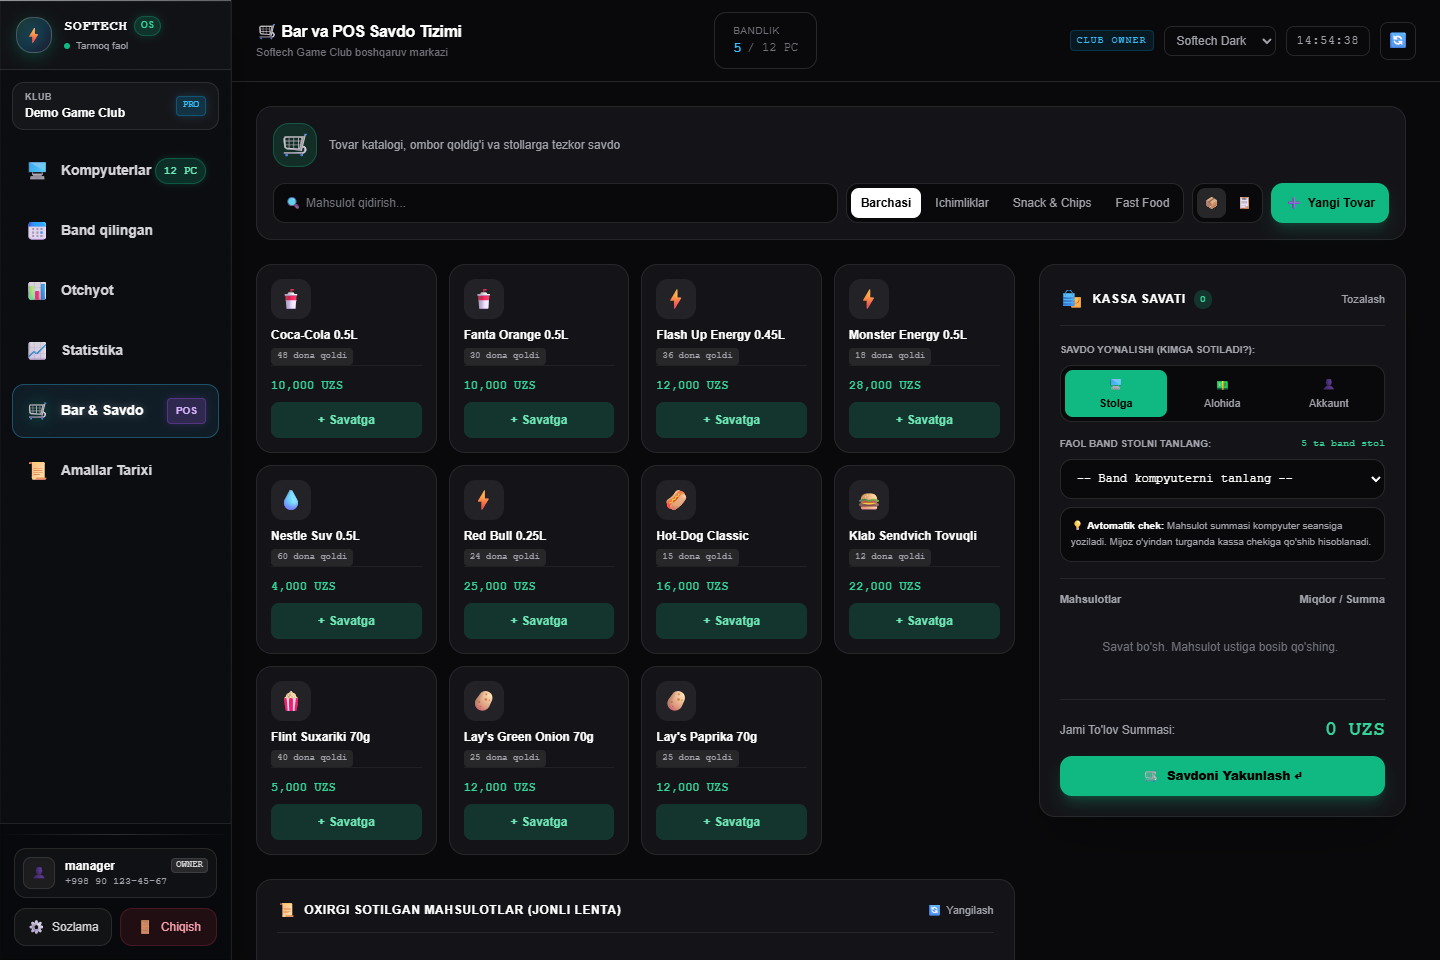 SOFTECH OS
Tarmoq faol
KLUB
Demo Game Club
PRO
Kompyuterlar 12 PC
Band qilingan
Otchyot
Statistika
Bar & Savdo POS
Amallar Tarixi
manager OWNER
+998 90 123-45-67
Sozlama
Chiqish
Bar va POS Savdo Tizimi
Softech Game Club boshqaruv markazi
BANDLIK
5 / 12 PC
CLUB OWNER
Softech Dark
14:54:38
Tovar katalogi, ombor qoldig'i va stollarga tezkor savdo
Mahsulot qidirish...
Barchasi Ichimliklar Snack & Chips Fast Food
Yangi Tovar
Coca-Cola 0.5L
48 dona qoldi
10,000 UZS
+ Savatga
Fanta Orange 0.5L
30 dona qoldi
10,000 UZS
+ Savatga
Flash Up Energy 0.45L
36 dona qoldi
12,000 UZS
+ Savatga
Monster Energy 0.5L
18 dona qoldi
28,000 UZS
+ Savatga
Nestle Suv 0.5L
60 dona qoldi
4,000 UZS
+ Savatga
Red Bull 0.25L
24 dona qoldi
25,000 UZS
+ Savatga
Hot-Dog Classic
15 dona qoldi
16,000 UZS
+ Savatga
Klab Sendvich Tovuqli
12 dona qoldi
22,000 UZS
+ Savatga
Flint Suxariki 70g
40 dona qoldi
5,000 UZS
+ Savatga
Lay's Green Onion 70g
25 dona qoldi
12,000 UZS
+ Savatga
Lay's Paprika 70g
25 dona qoldi
12,000 UZS
+ Savatga
OXIRGI SOTILGAN MAHSULOTLAR (JONLI LENTA)
Yangilash
KASSA SAVATI 0
Tozalash
SAVDO YO'NALISHI (KIMGA SOTILADI?):
Stolga
Alohida
Akkaunt
FAOL BAND STOLNI TANLANG:
5 ta band stol
-- Band kompyuterni tanlang --
Avtomatik chek: Mahsulot summasi kompyuter seansiga
yoziladi. Mijoz o'yindan turganda kassa chekiga qo'shib hisoblanadi.
Mahsulotlar
Miqdor / Summa
Savat bo'sh. Mahsulot ustiga bosib qo'shing.
Jami To'lov Summasi:
0 UZS
Savdoni Yakunlash ↲